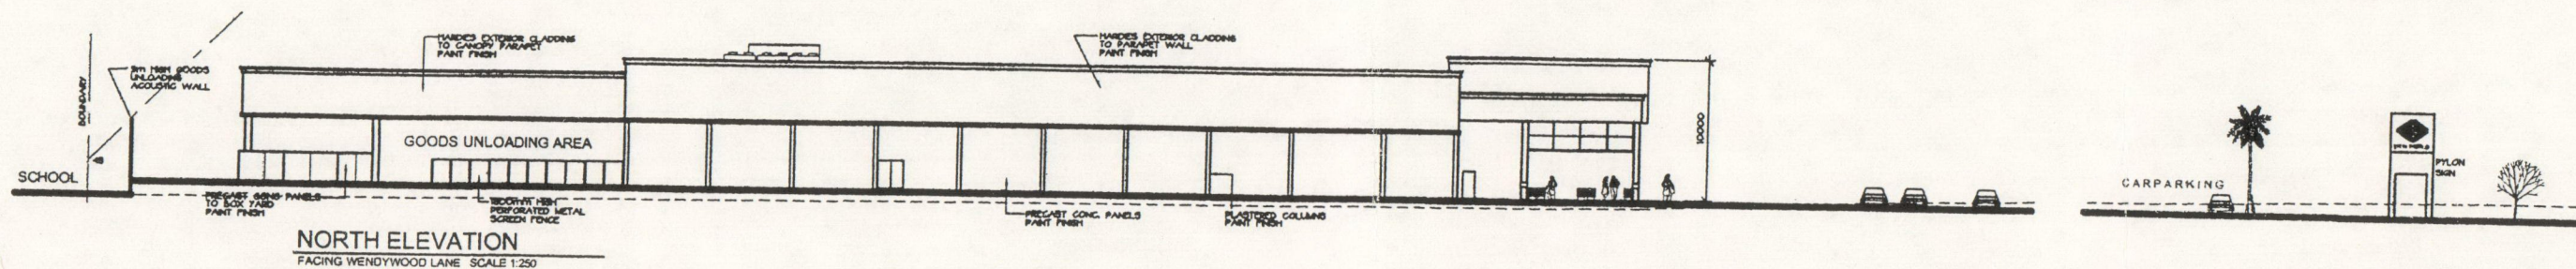 BOUNDARY
3m HIGH GOODS
UNLOADING
ACOUSTIC WALL
45
SCHOOL
HARDIES EXTERIOR CLADDING
TO CANOPY PARAPET
PAINT FINISH
HARDIES EXTERIOR CLADDING
TO PARAPET WALL
PAINT FINISH
GOODS UNLOADING AREA
10000
PRECAST CONC PANELS
TO BOX YARD
PAINT FINISH
1800mm HIGH
PERFORATED METAL
SCREEN FENCE
PRECAST CONC. PANELS
PAINT FINISH
PLASTERED COLUMNS
PAINT FINISH
CARPARKING
PYLON
SIGN
NORTH ELEVATION
FACING WENDYWOOD LANE SCALE 1:250